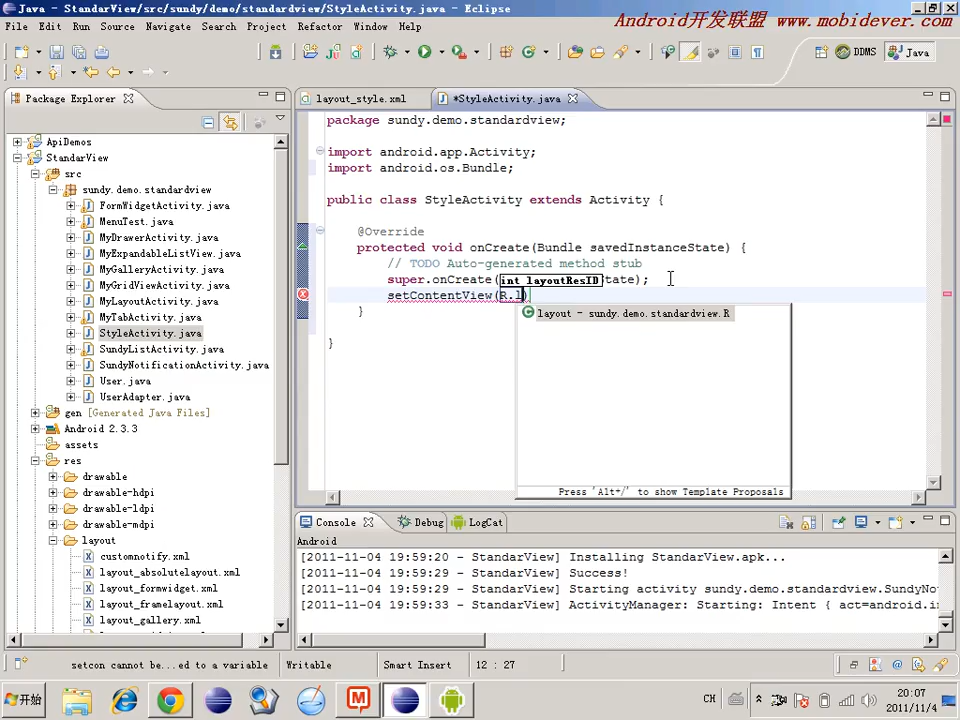 Java - StandarView/src/sundy/demo/standardview/StyleActivity.java - Eclipse
Android开发联盟 www.mobidever.com
File Edit Run Source Navigate Search Project Refactor Window Help
DDMS Java
Package Explorer
layout_style.xml *StyleActivity.java
ApiDemos
StandarView
src
sundy.demo.standardview
FormWidgetActivity.java
MenuTest.java
MyDrawerActivity.java
MyExpandableListView.java
MyGalleryActivity.java
MyGridViewActivity.java
MyLayoutActivity.java
MyTabActivity.java
StyleActivity.java
SundyListActivity.java
SundyNotificationActivity.java
User.java
UserAdapter.java
gen [Generated Java Files]
Android 2.3.3
assets
res
drawable
drawable-hdpi
drawable-ldpi
drawable-mdpi
layout
customnotify.xml
layout_absolutelayout.xml
layout_formwidget.xml
layout_framelayout.xml
layout_gallery.xml
package sundy.demo.standardview;
import android.app.Activity;
import android.os.Bundle;
public class StyleActivity extends Activity {
@Override
protected void onCreate(Bundle savedInstanceState) {
// TODO Auto-generated method stub
super.onCreate( int layoutResID tate);
setContentView(R.l)
}
}
layout - sundy.demo.standardview.R
Press 'Alt+/' to show Template Proposals
Console Debug LogCat
Android
[2011-11-04 19:59:20 - StandarView] Installing StandarView.apk...
[2011-11-04 19:59:29 - StandarView] Success!
[2011-11-04 19:59:29 - StandarView] Starting activity sundy.demo.standardview.SundyNo
[2011-11-04 19:59:33 - StandarView] ActivityManager: Starting: Intent { act=android.i
setcon cannot be...ed to a variable Writable Smart Insert 12 : 27
开始
CH
20:07
2011/11/4